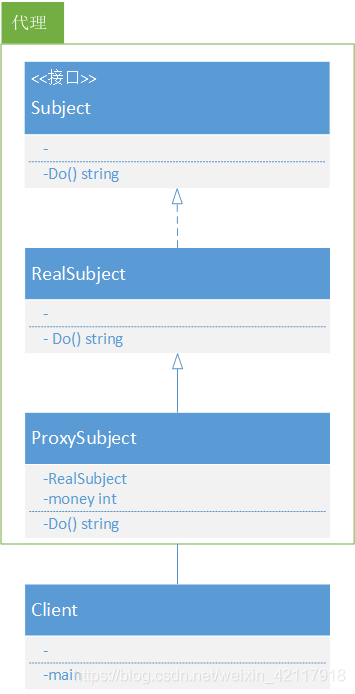 代理
<<接口>>
Subject
-
-Do() string
RealSubject
-
- Do() string
ProxySubject
-RealSubject
-money int
-Do() string
Client
-
-main
https://blog.csdn.net/weixin_42117918